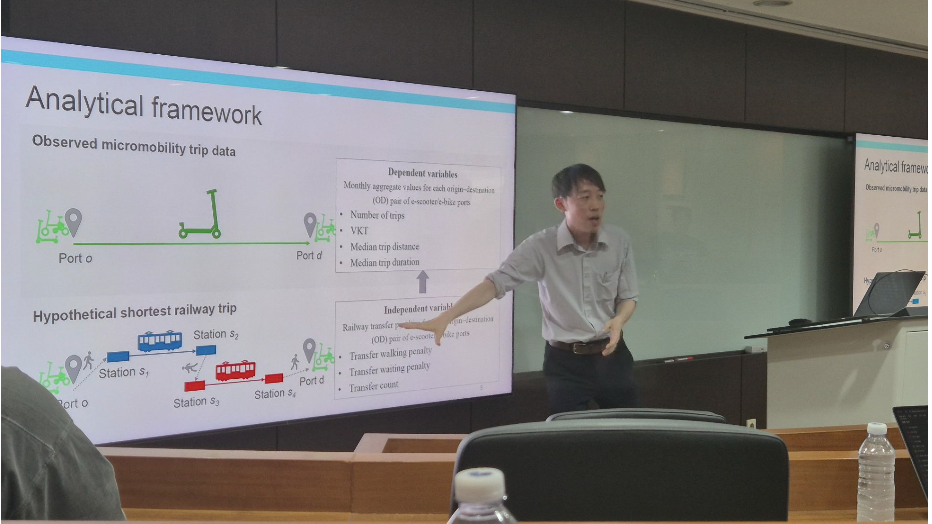 Analytical framework
Observed micromobility trip data
Port o
Port d
Dependent variables
Monthly aggregate values for each origin–destination
(OD) pair of e-scooter/e-bike ports
• Number of trips
• VKT
• Median trip distance
• Median trip duration
Hypothetical shortest railway trip
Port o
Station s1
Station s2
Station s3
Station s4
Port d
Independent variabl
Railway transfer origin–destination
(OD) pair of e-scooter/e-bike ports
• Transfer walking penalty
• Transfer waiting penalty
• Transfer count
Analytical framewo
Observed micromobility trip data